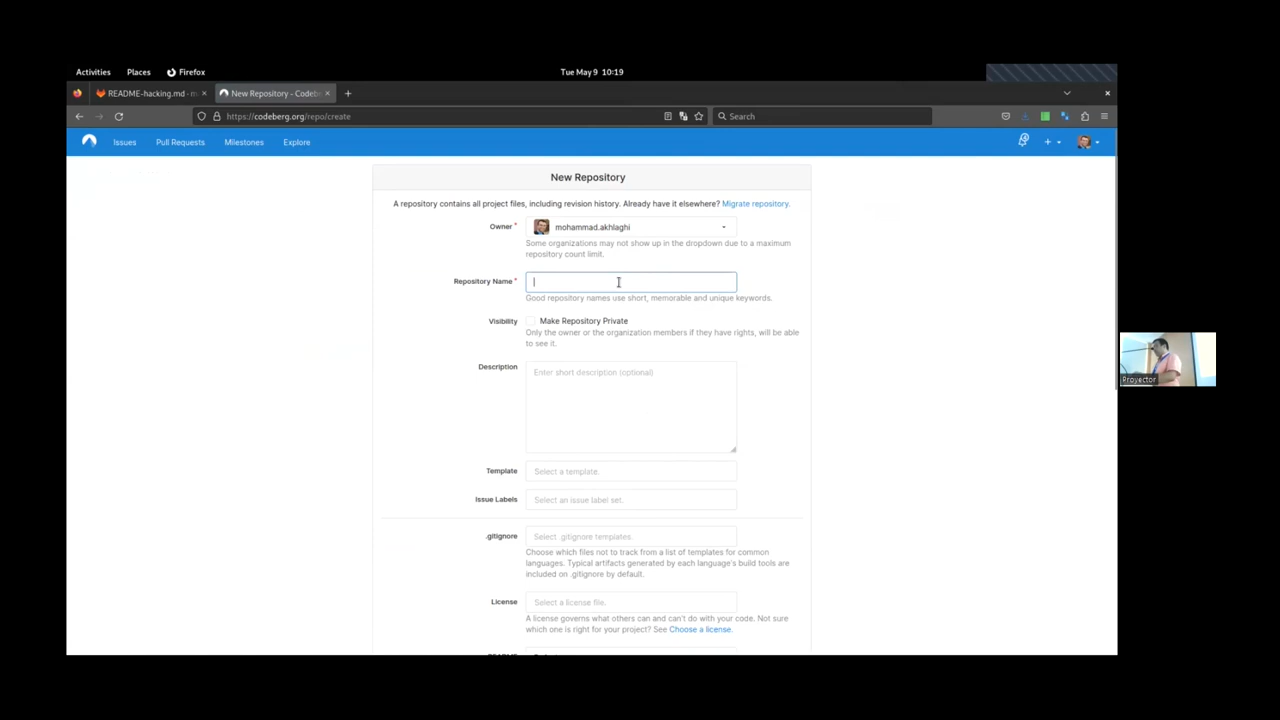 Activities Places Firefox Tue May 9 10:19
README-hacking.md - m New Repository - Codeb
https://codeberg.org/repo/create Search
Issues Pull Requests Milestones Explore
New Repository
A repository contains all project files, including revision history. Already have it elsewhere? Migrate repository.
Owner * mohammad.akhlaghi
Some organizations may not show up in the dropdown due to a maximum
repository count limit.
Repository Name *
Good repository names use short, memorable and unique keywords.
Visibility Make Repository Private
Only the owner or the organization members if they have rights, will be able
to see it.
Description Enter short description (optional)
Proyector
Template Select a template.
Issue Labels Select an issue label set.
.gitignore Select .gitignore templates.
Choose which files not to track from a list of templates for common
languages. Typical artifacts generated by each language's build tools are
included on .gitignore by default.
License Select a license file.
A license governs what others can and can't do with your code. Not sure
which one is right for your project? See Choose a license.